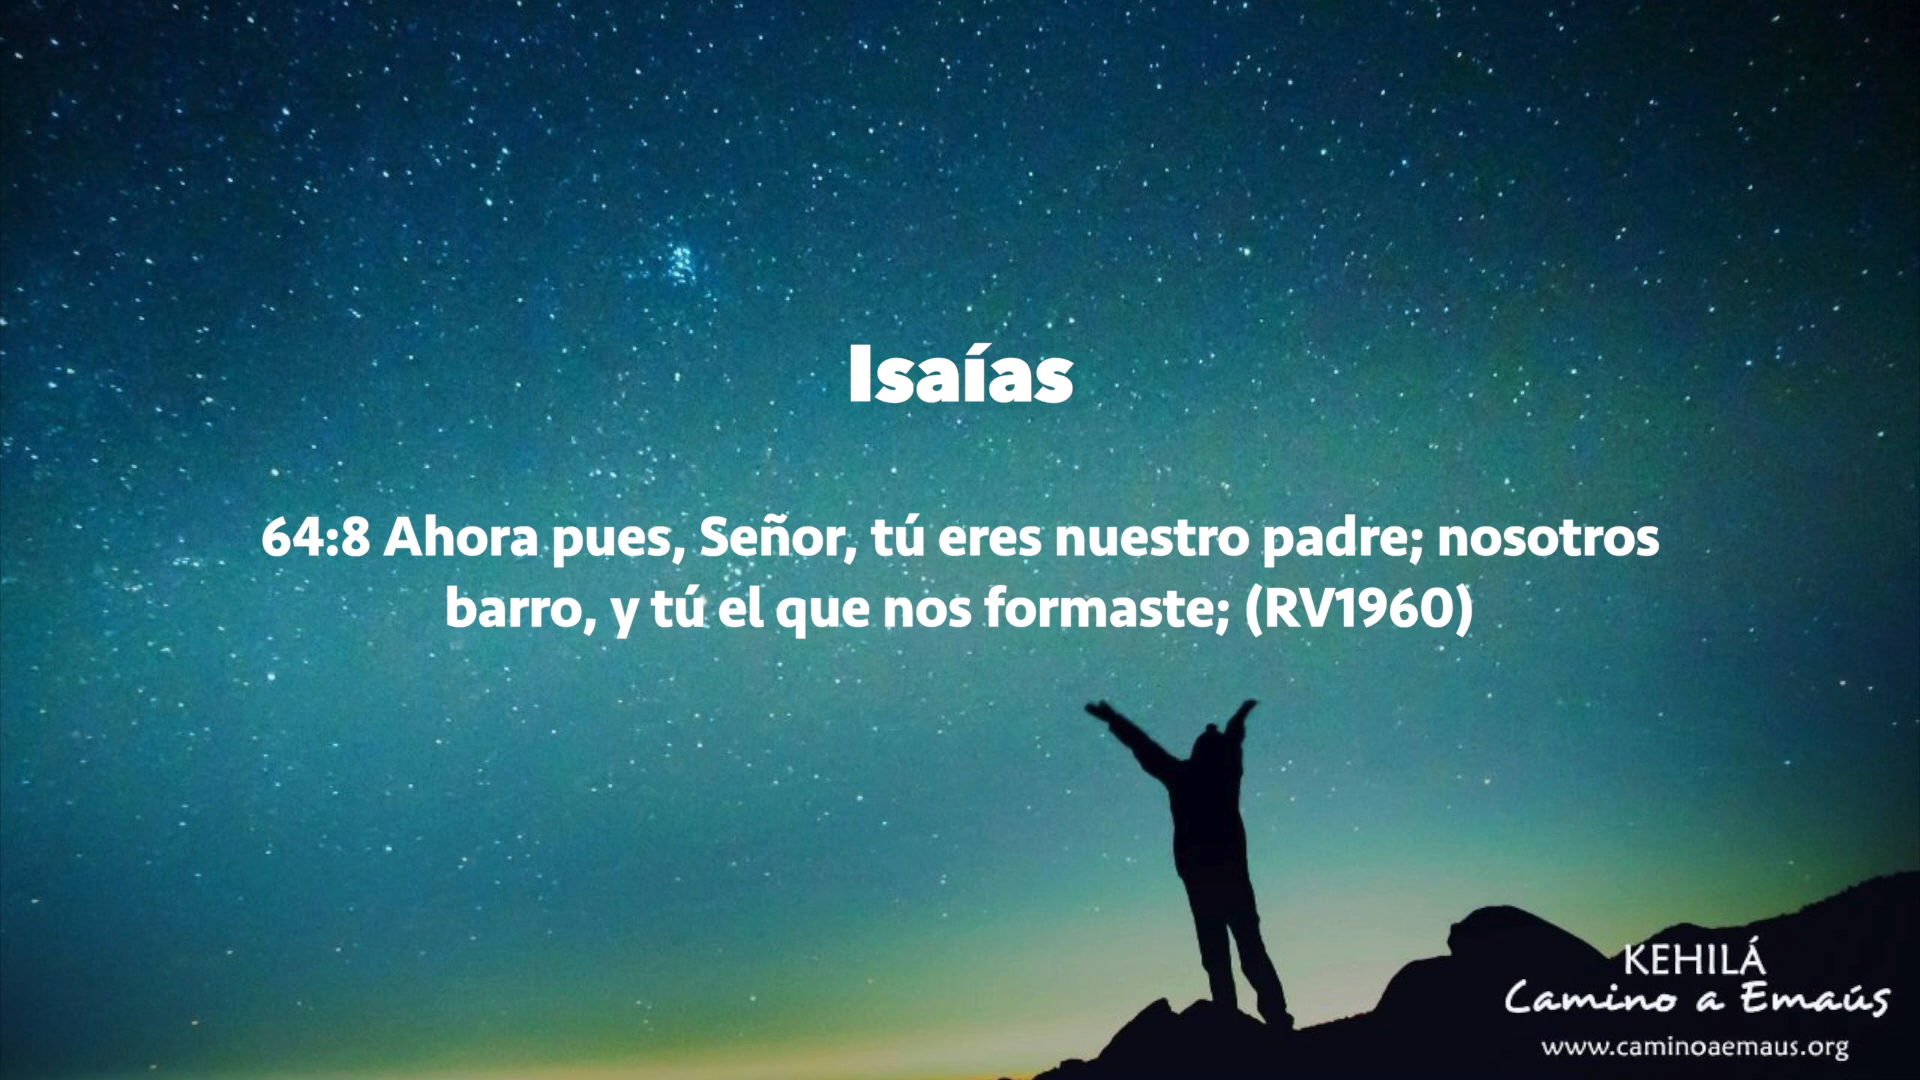 Isaías
64:8 Ahora pues, Señor, tú eres nuestro padre; nosotros
barro, y tú el que nos formaste; (RV1960)
KEHILÁ
Camino a Emaús
www.caminoaemaus.org